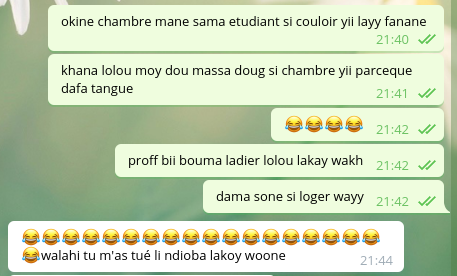 okine chambre mane sama etudiant si couloir yii layy fanane
21:40
khana lolou moy dou massa doug si chambre yii parceque
dafa tangue
21:41
😂😂😂😂 21:42
proff bii bouma ladier lolou lakay wakh 21:42
dama sone si loger wayy 21:42
😂😂😂😂😂😂😂😂😂😂😂😂😂😂😂😂😂😂
😂walahi tu m'as tué li ndioba lakoy woone 21:44